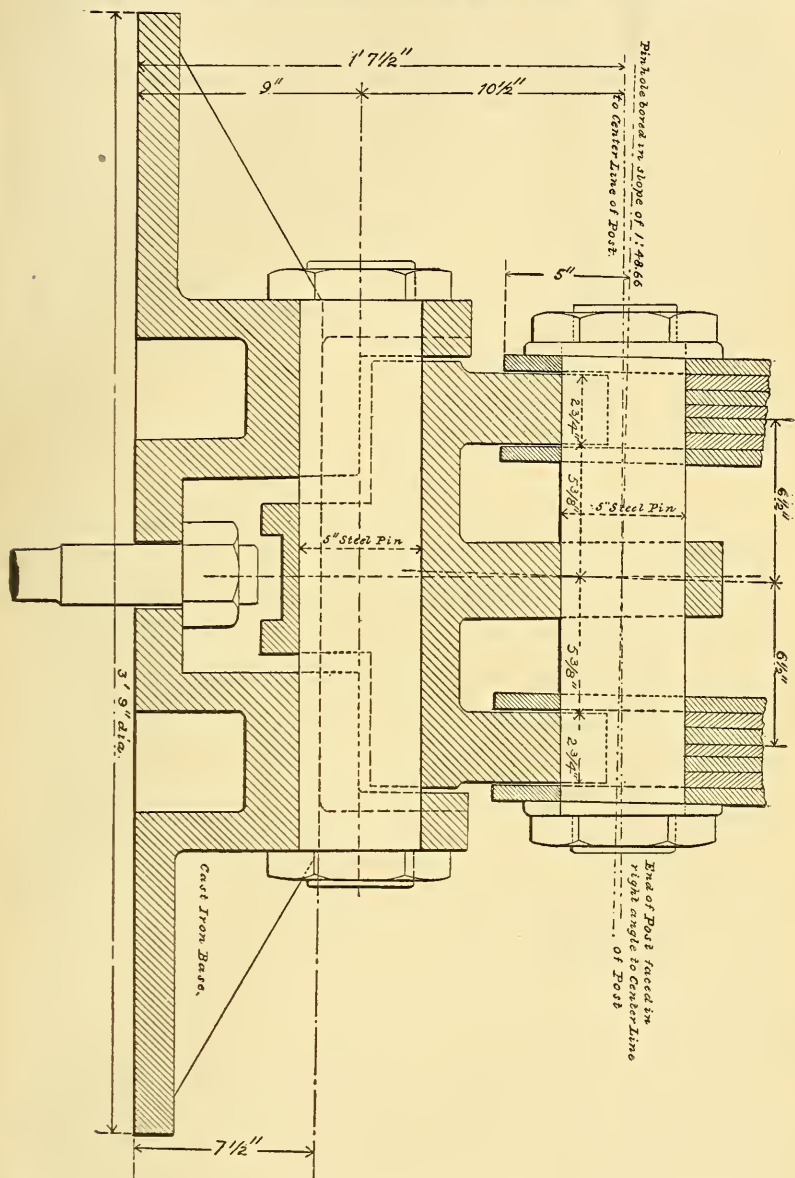 1' 7½"
9"
10½"
Pinhole bored in slope of 1:48.66
to Center Line of Post.
5"
2¾"
5⅜"
6½"
5" Steel Pin
5" Steel Pin
6½"
5⅜"
2¾"
3' 9" dia.
End of Post faced in
right angle to Center Line
of Post
Cast Iron Base.
7½"